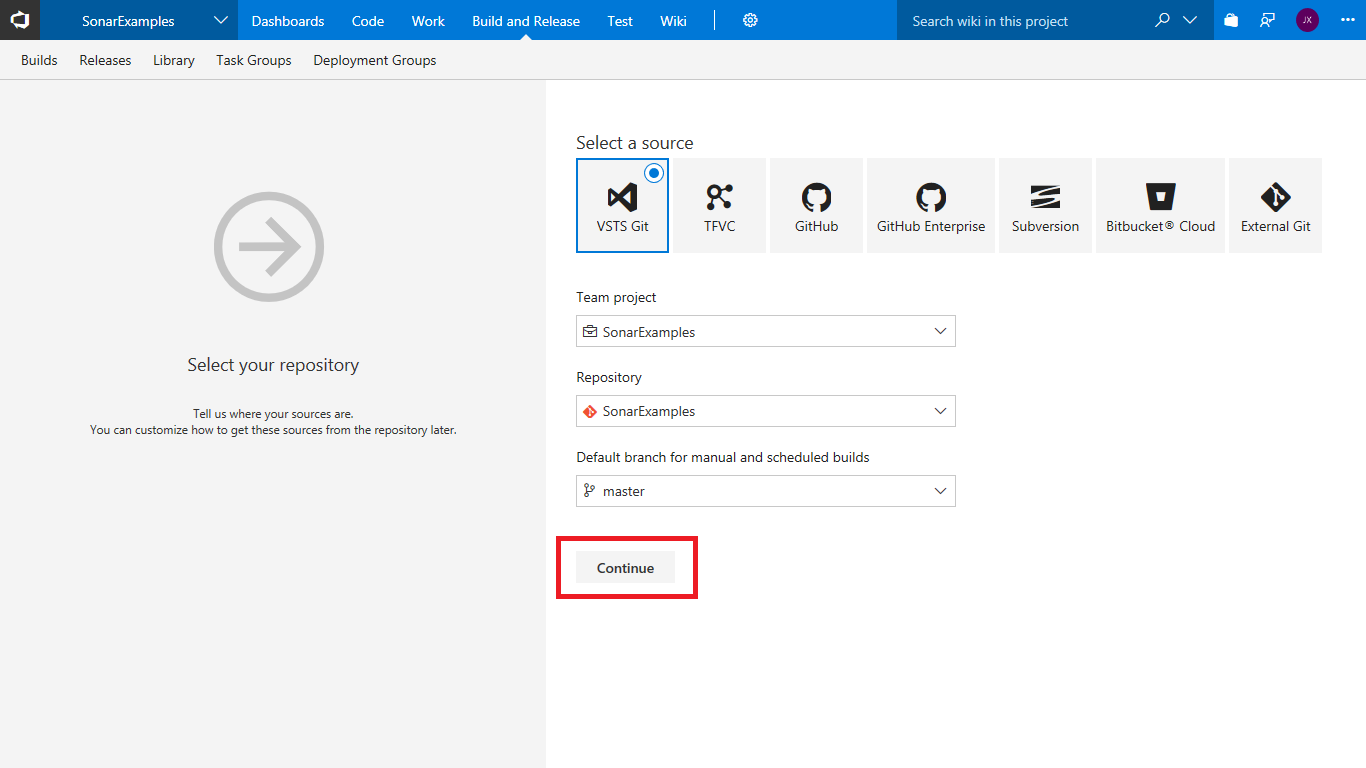 SonarExamples
Dashboards Code Work Build and Release Test Wiki
Search wiki in this project
JX
Builds Releases Library Task Groups Deployment Groups
Select your repository
Tell us where your sources are.
You can customize how to get these sources from the repository later.
Select a source
VSTS Git TFVC GitHub GitHub Enterprise Subversion Bitbucket® Cloud External Git
Team project
SonarExamples
Repository
SonarExamples
Default branch for manual and scheduled builds
master
Continue